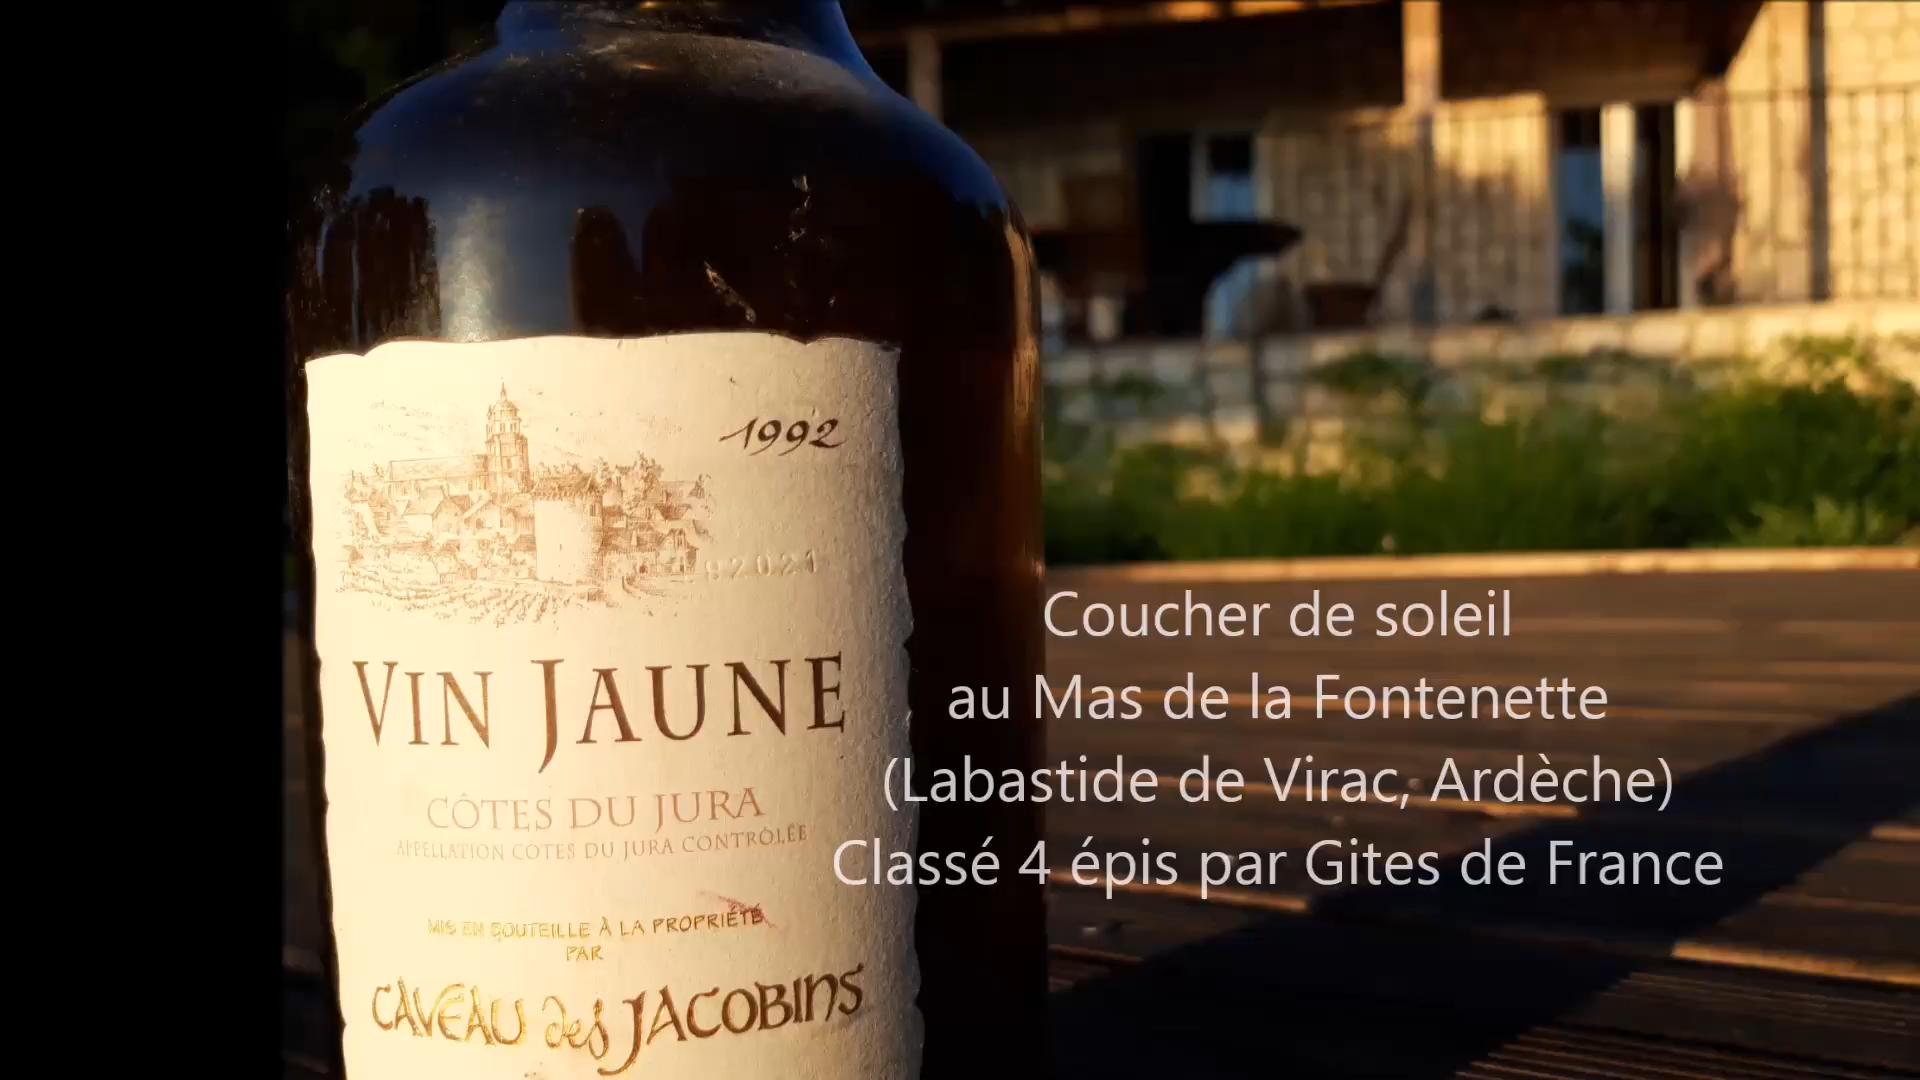 1992
92021
VIN JAUNE
CÔTES DU JURA
APPELLATION CÔTES DU JURA CONTRÔLÉE
MIS EN BOUTEILLE À LA PROPRIÉTÉ
PAR
CAVEAU des JACOBINS
Coucher de soleil
au Mas de la Fontenette
(Labastide de Virac, Ardèche)
Classé 4 épis par Gites de France